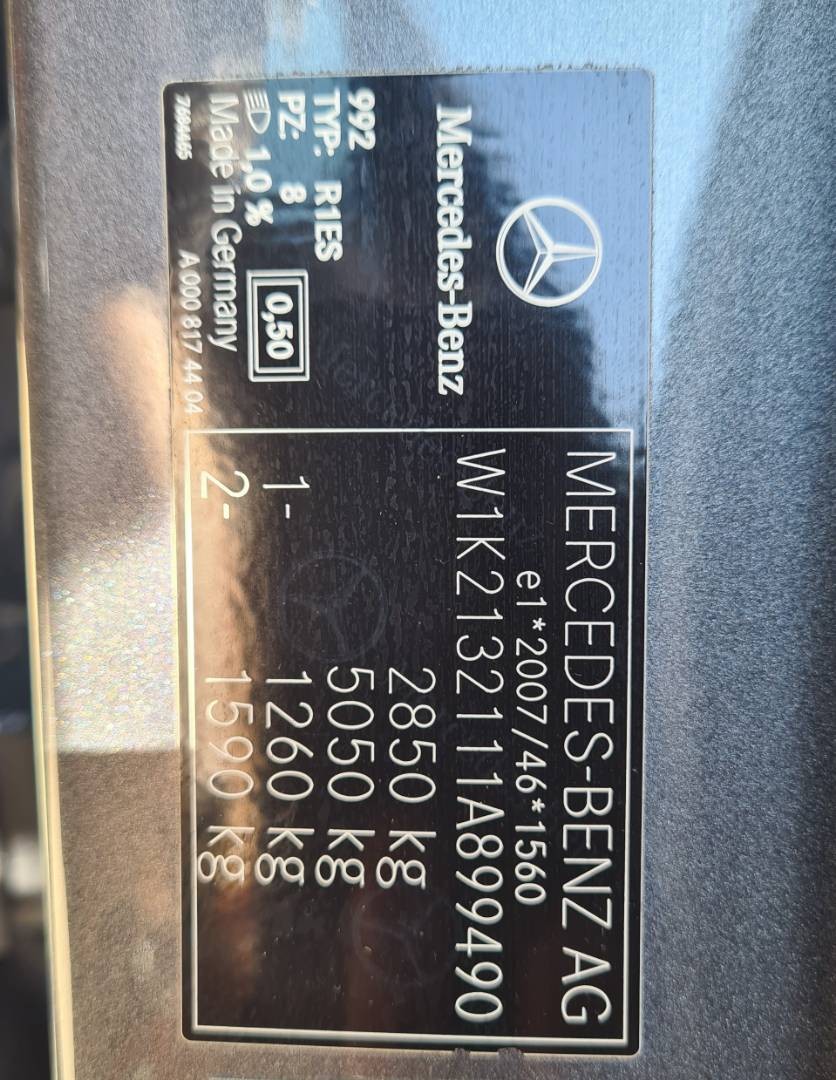 Mercedes-Benz
992
TYP: R1ES
PZ: 8
1,0 %
0,50
Made in Germany
A 000 817 44 04
MERCEDES-BENZ AG
e1*2007/46*1560
W1K2132111A899490
2850 kg
5050 kg
1- 1260 kg
2- 1590 kg